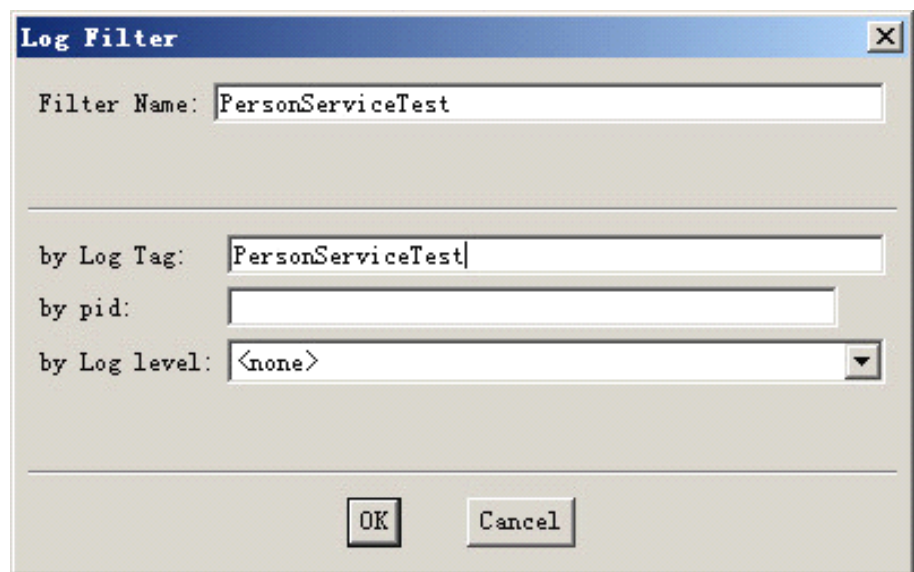 Log Filter
Filter Name: PersonServiceTest
by Log Tag: PersonServiceTest
by pid:
by Log level: <none>
OK Cancel